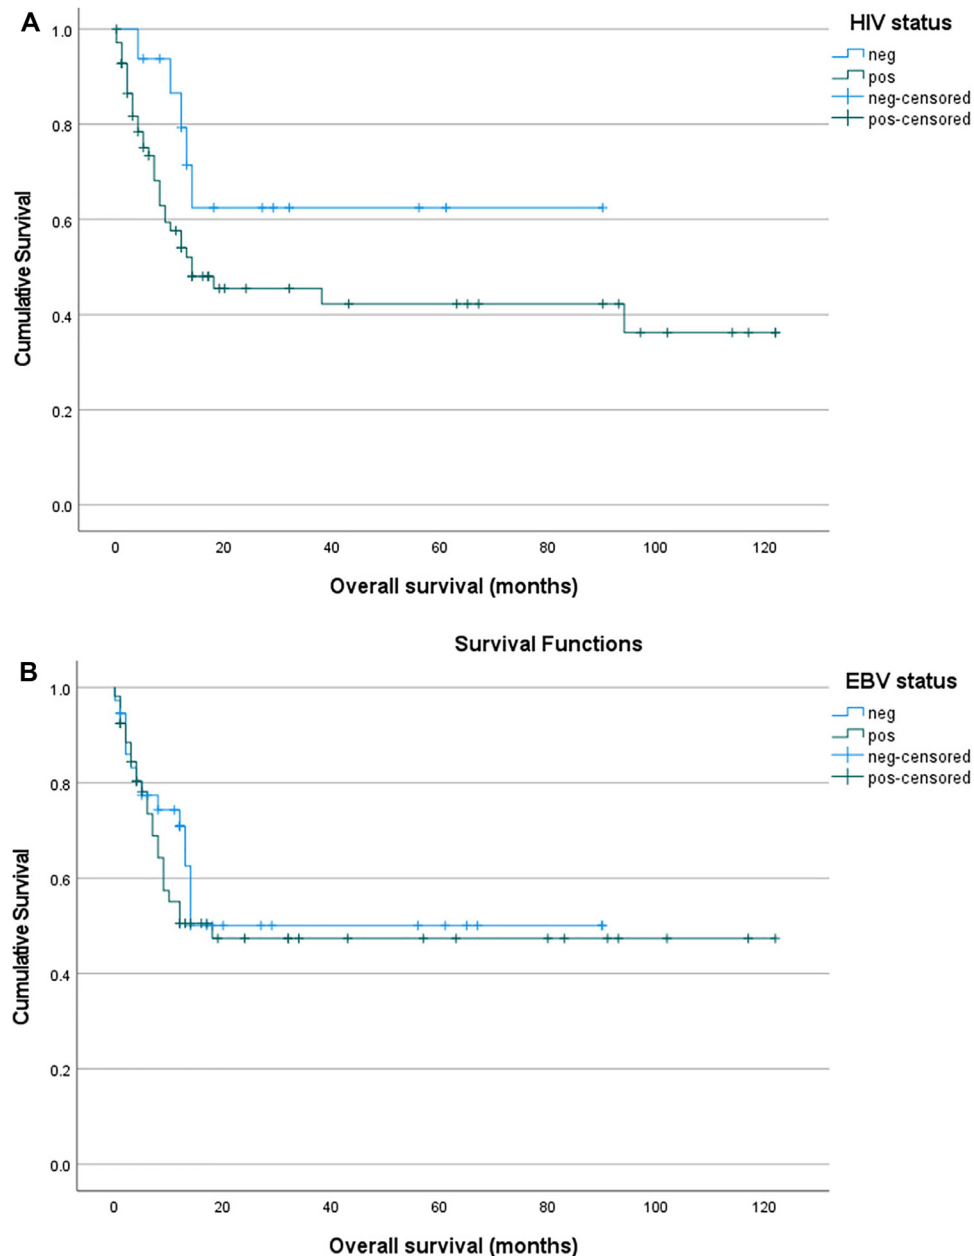 A
HIV status
neg
pos
neg-censored
pos-censored
1.0
0.8
0.6
0.4
0.2
0.0
Cumulative Survival
0 20 40 60 80 100 120
Overall survival (months)
Survival Functions
B
EBV status
neg
pos
neg-censored
pos-censored
1.0
0.8
0.6
0.4
0.2
0.0
Cumulative Survival
0 20 40 60 80 100 120
Overall survival (months)